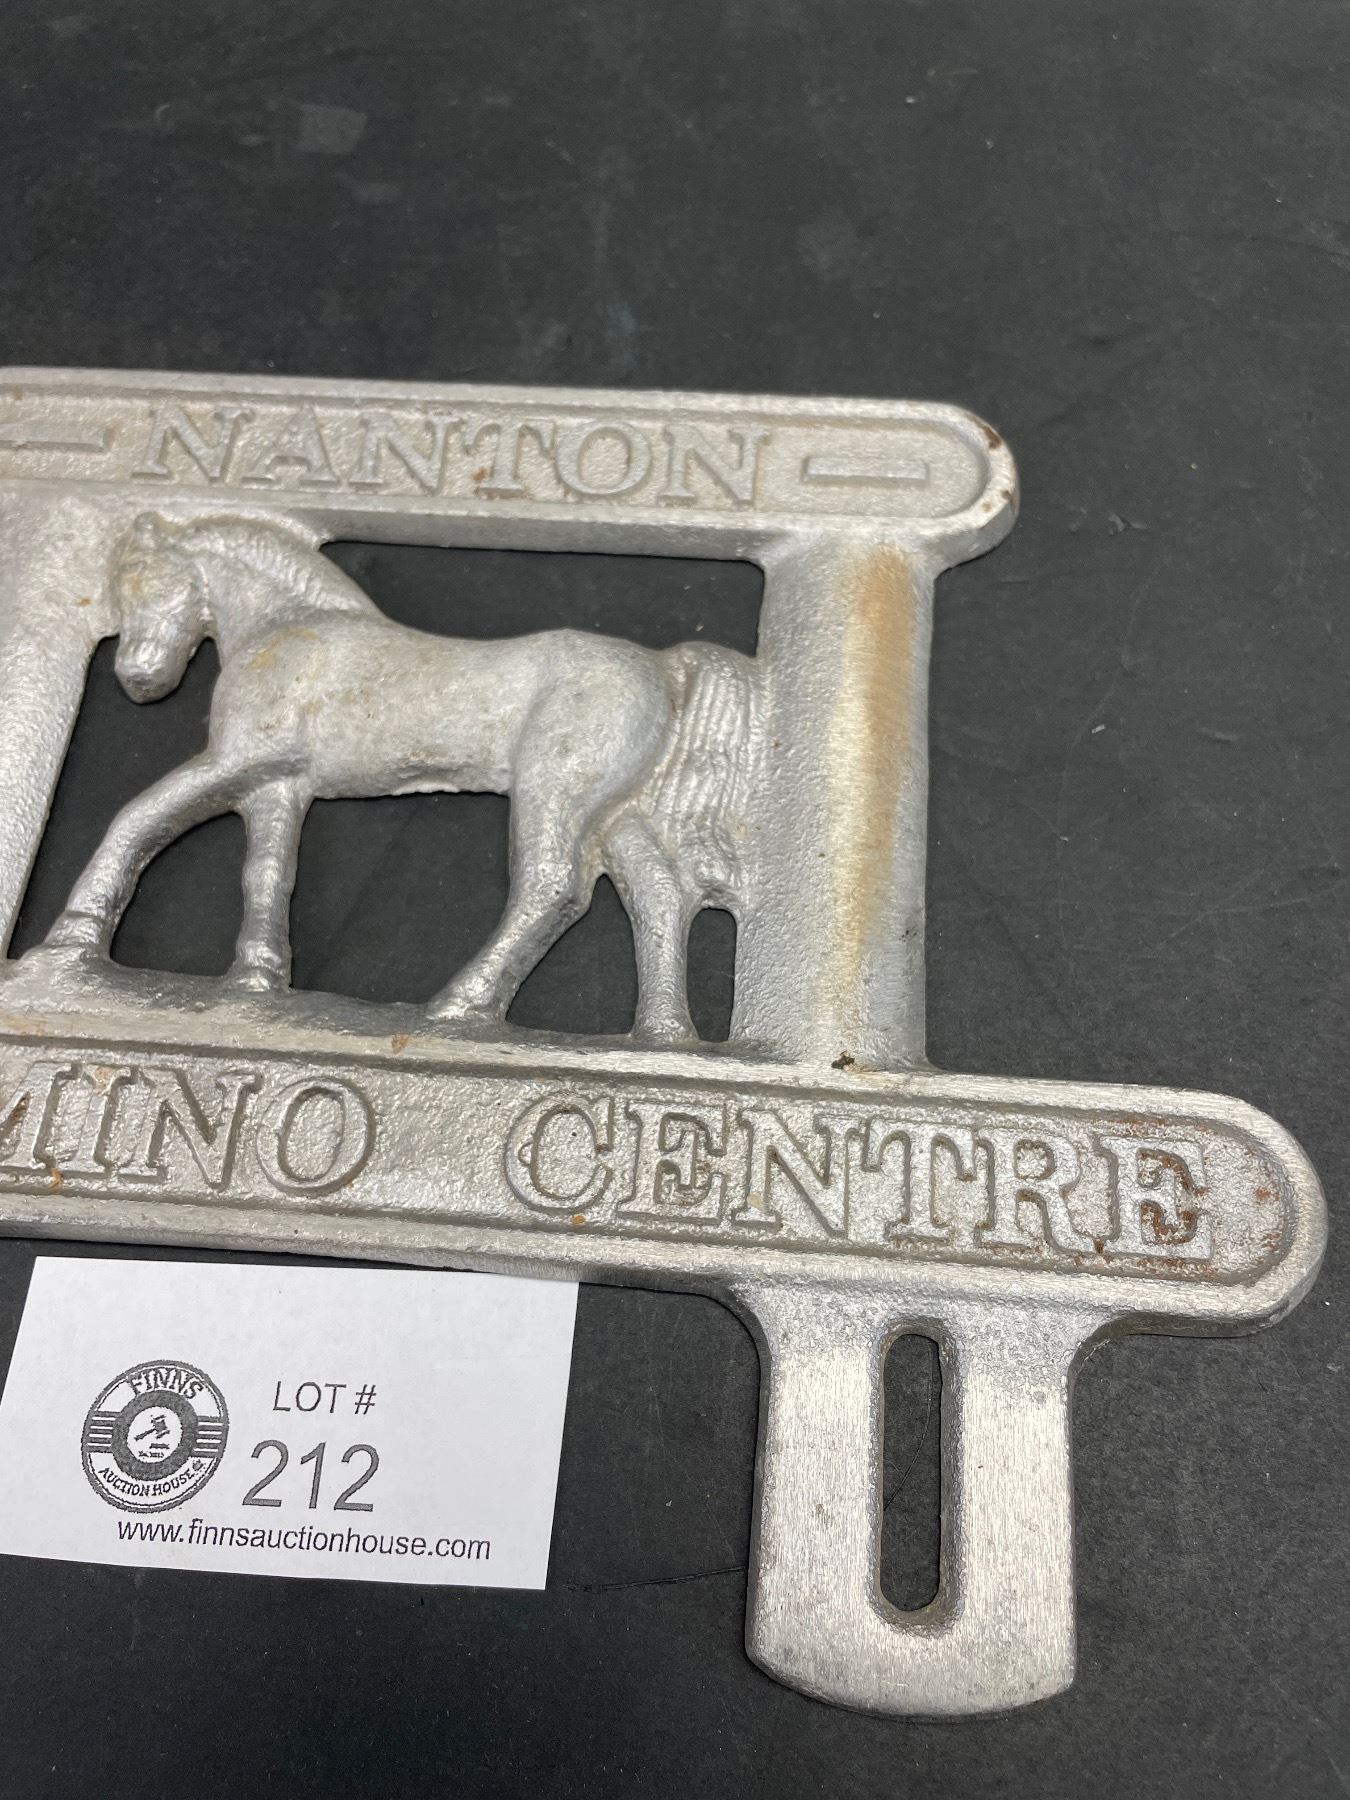 — NANTON —
MINO CENTRE
FINNS
AUCTION HOUSE
LOT #
212
www.finnsauctionhouse.com